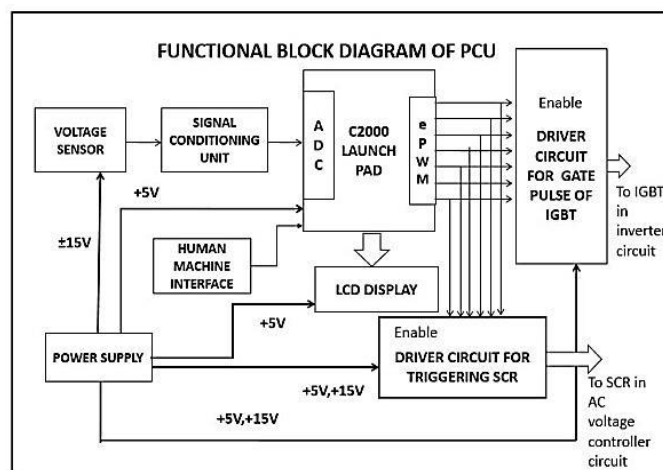 FUNCTIONAL BLOCK DIAGRAM OF PCU
VOLTAGE
SENSOR
SIGNAL
CONDITIONING
UNIT
ADC
C2000
LAUNCH
PAD
ePWM
Enable
DRIVER
CIRCUIT
FOR GATE
PULSE OF
IGBT
To IGBT
in
inverter
circuit
+5V
±15V
HUMAN
MACHINE
INTERFACE
LCD DISPLAY
+5V
POWER SUPPLY
Enable
DRIVER CIRCUIT FOR
TRIGGERING SCR
+5V,+15V
+5V,+15V
To SCR in
AC
voltage
controller
circuit